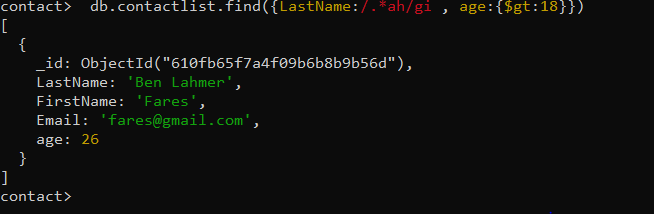 contact>  db.contactlist.find({LastName:/.*ah/gi , age:{$gt:18}})
[
  {
    _id: ObjectId("610fb65f7a4f09b6b8b9b56d"),
    LastName: 'Ben Lahmer',
    FirstName: 'Fares',
    Email: 'fares@gmail.com',
    age: 26
  }
]
contact>